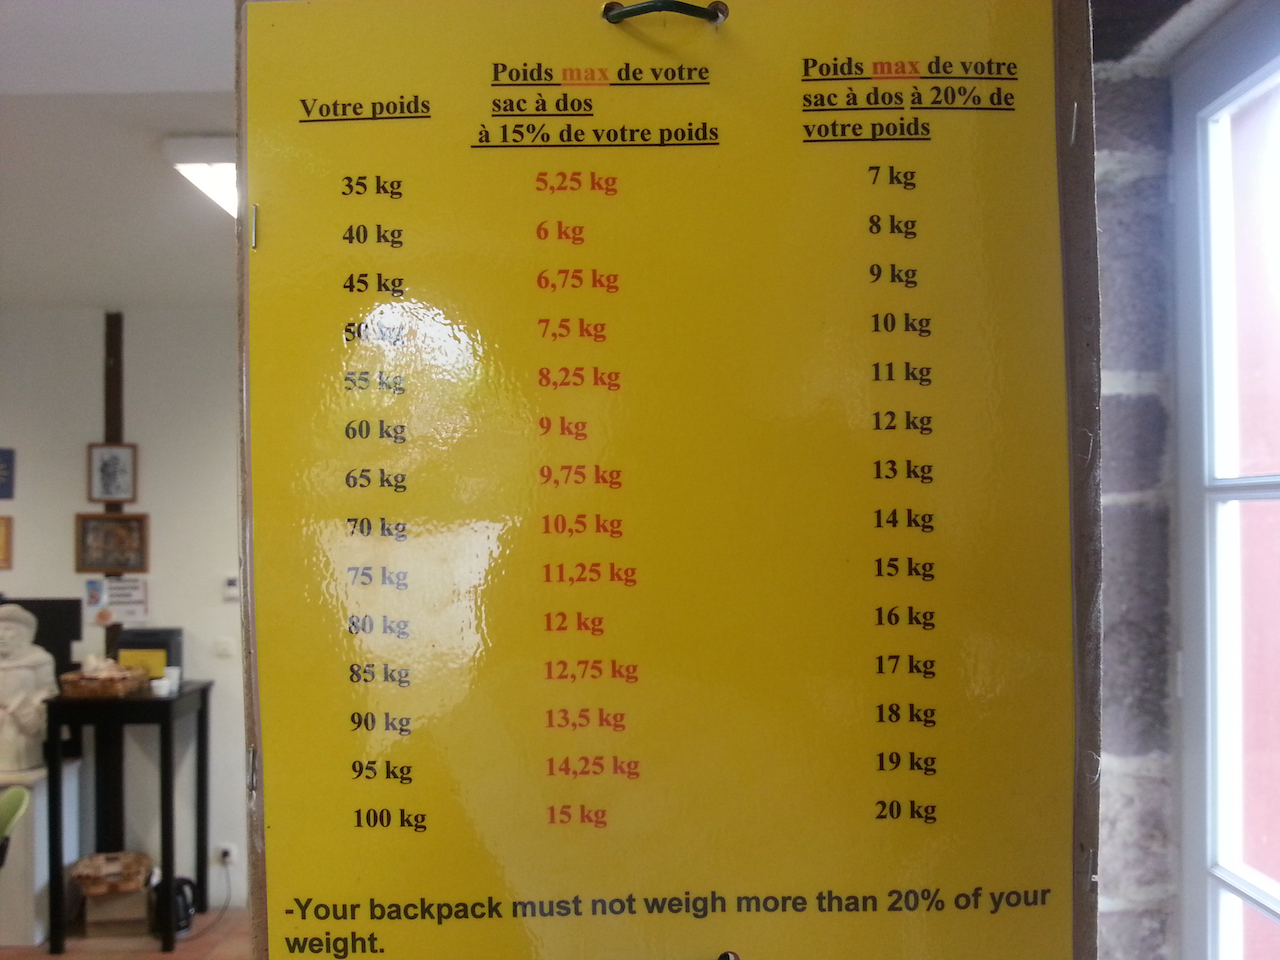 Votre poids
Poids max de votre
sac à dos
à 15% de votre poids
Poids max de votre
sac à dos à 20% de
votre poids
35 kg 5,25 kg 7 kg
40 kg 6 kg 8 kg
45 kg 6,75 kg 9 kg
50 kg 7,5 kg 10 kg
55 kg 8,25 kg 11 kg
60 kg 9 kg 12 kg
65 kg 9,75 kg 13 kg
70 kg 10,5 kg 14 kg
75 kg 11,25 kg 15 kg
80 kg 12 kg 16 kg
85 kg 12,75 kg 17 kg
90 kg 13,5 kg 18 kg
95 kg 14,25 kg 19 kg
100 kg 15 kg 20 kg
-Your backpack must not weigh more than 20% of your
weight.